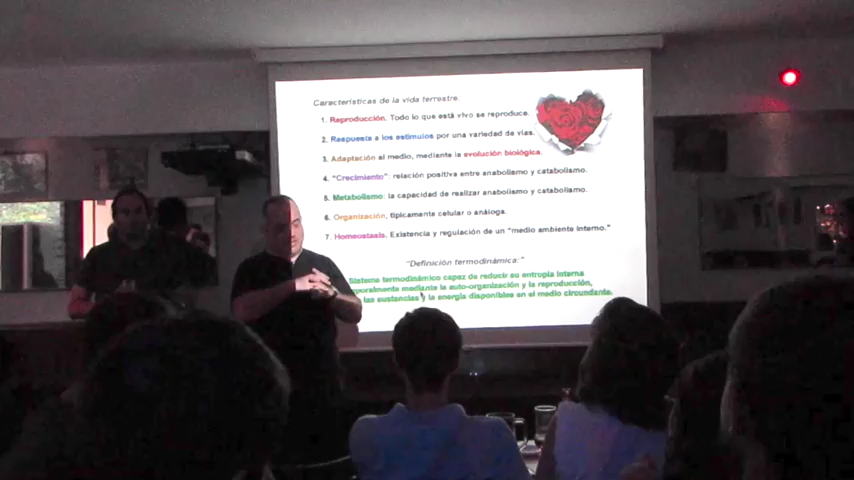 Características de la vida terrestre:
1. Reproducción. Todo lo que está vivo se reproduce.
2. Respuesta a los estímulos por una variedad de vías.
3. Adaptación al medio, mediante la evolución biológica.
4. "Crecimiento": relación positiva entre anabolismo y catabolismo.
5. Metabolismo: la capacidad de realizar anabolismo y catabolismo.
6. Organización, típicamente celular o análoga.
7. Homeostasis. Existencia y regulación de un "medio ambiente interno."
"Definición termodinámica:"
Sistema termodinámico capaz de reducir su entropía interna
mediante la auto-organización y la reproducción,
las sustancias y la energía disponibles en el medio circundante.